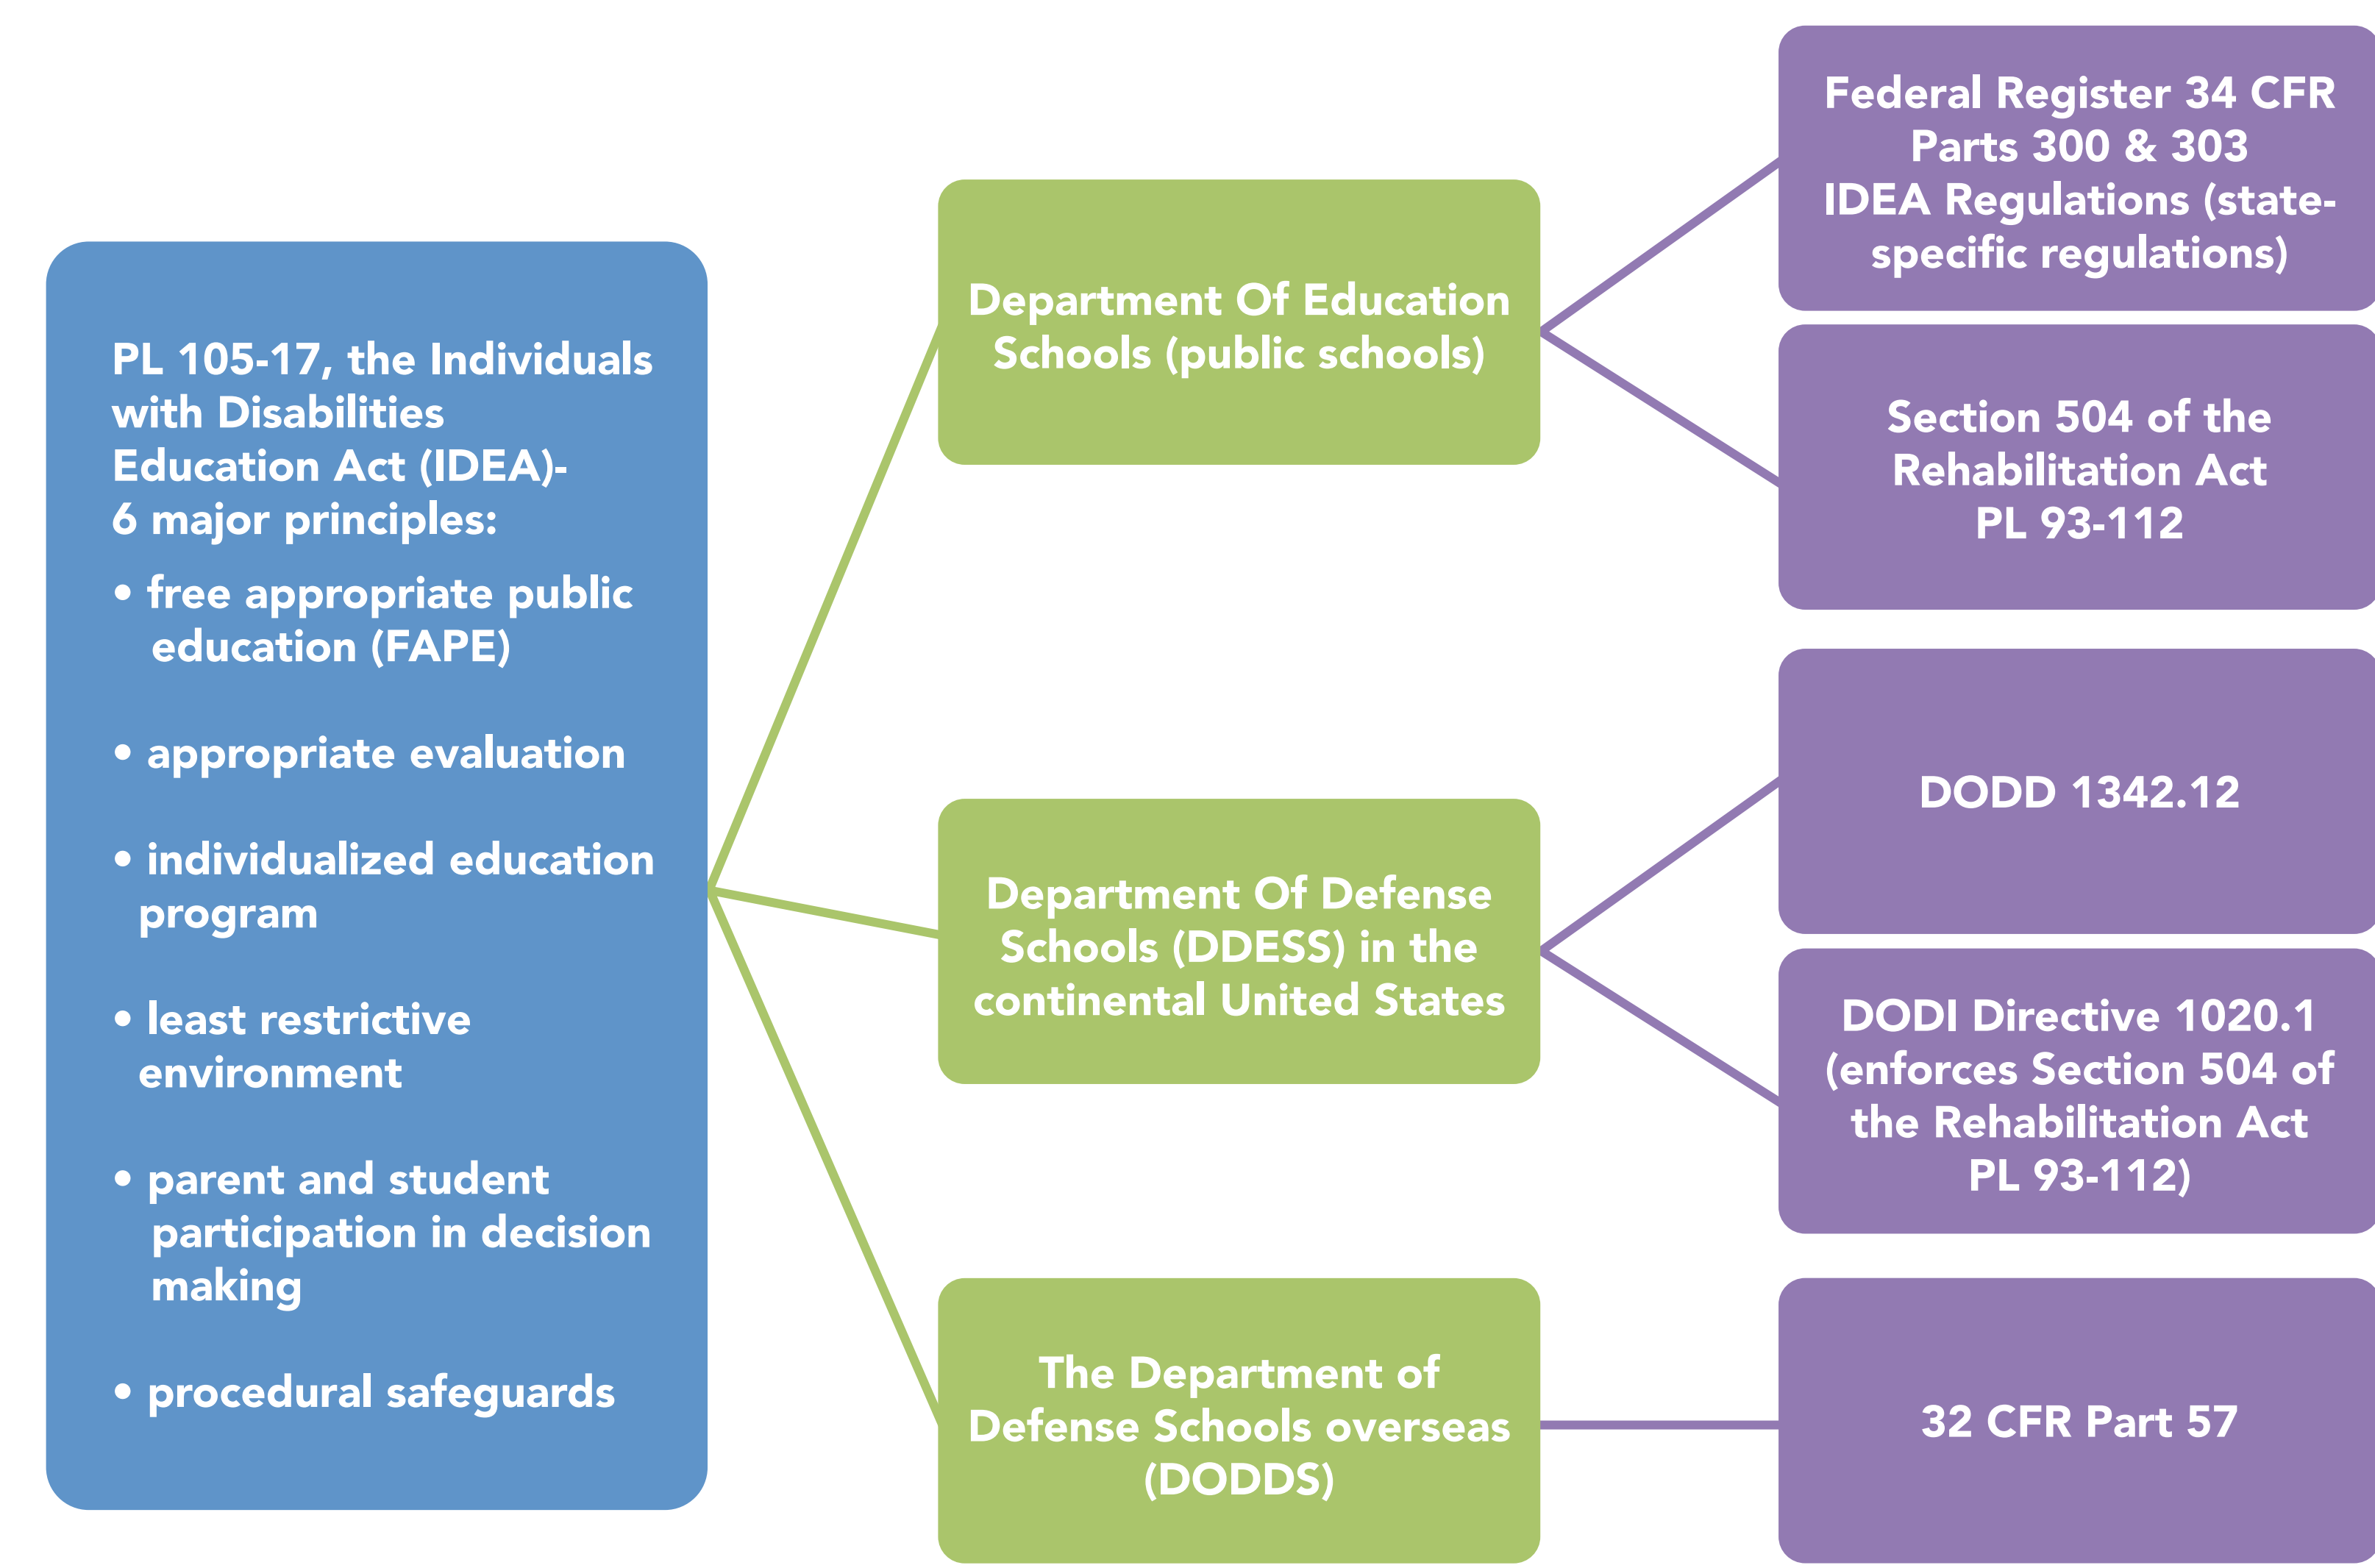 PL 105-17, the Individuals
with Disabilities
Education Act (IDEA)-
6 major principles:
• free appropriate public
education (FAPE)
• appropriate evaluation
• individualized education
program
• least restrictive
environment
• parent and student
participation in decision
making
• procedural safeguards
Department Of Education
Schools (public schools)
Department Of Defense
Schools (DDESS) in the
continental United States
The Department of
Defense Schools overseas
(DODDS)
Federal Register 34 CFR
Parts 300 & 303
IDEA Regulations (state-
specific regulations)
Section 504 of the
Rehabilitation Act
PL 93-112
DODD 1342.12
DODI Directive 1020.1
(enforces Section 504 of
the Rehabilitation Act
PL 93-112)
32 CFR Part 57